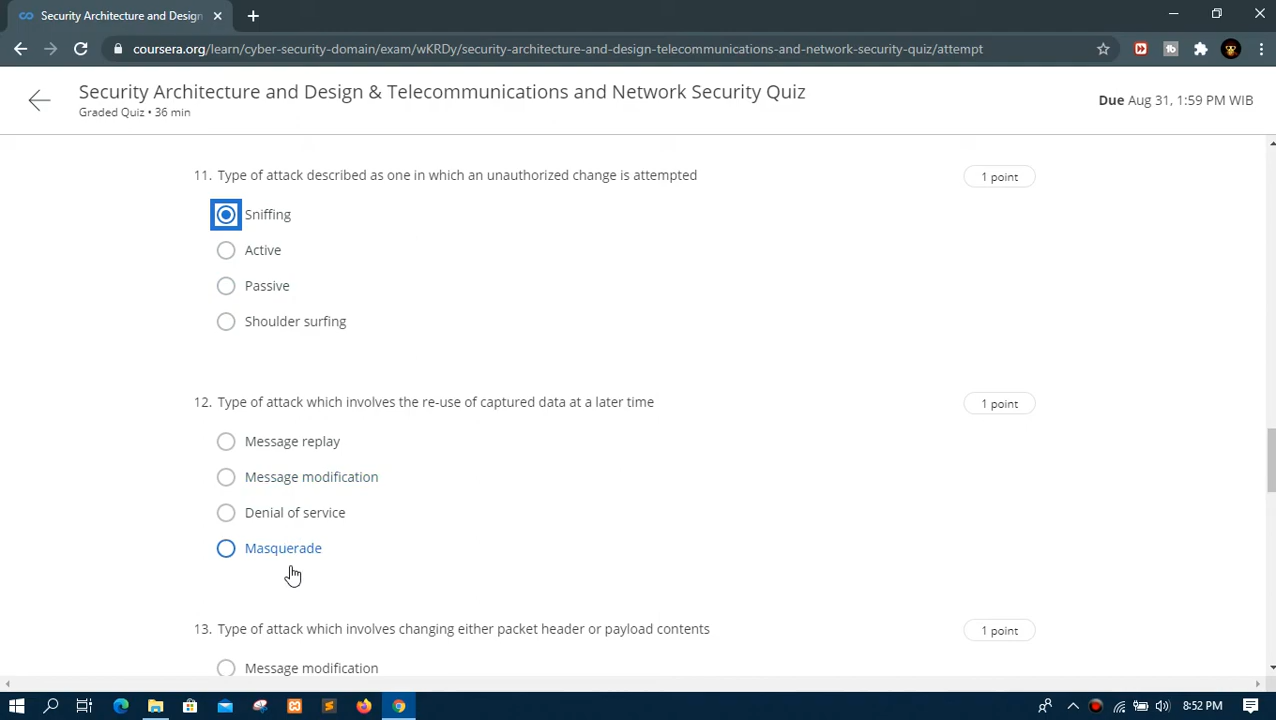 Security Architecture and Design
coursera.org/learn/cyber-security-domain/exam/wKRDy/security-architecture-and-design-telecommunications-and-network-security-quiz/attempt
Security Architecture and Design & Telecommunications and Network Security Quiz
Graded Quiz • 36 min
Due Aug 31, 1:59 PM WIB
11. Type of attack described as one in which an unauthorized change is attempted
1 point
Sniffing
Active
Passive
Shoulder surfing
12. Type of attack which involves the re-use of captured data at a later time
1 point
Message replay
Message modification
Denial of service
Masquerade
13. Type of attack which involves changing either packet header or payload contents
1 point
Message modification
8:52 PM